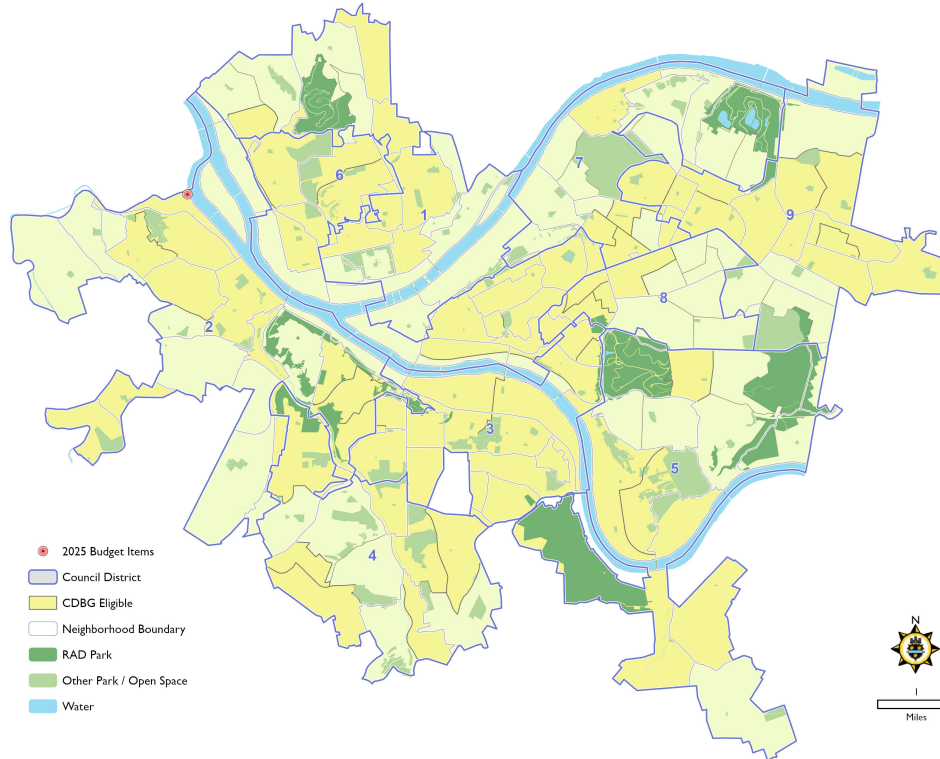 7
6
9
1
8
2
3
5
4
2025 Budget Items
Council District
CDBG Eligible
Neighborhood Boundary
RAD Park
Other Park / Open Space
Water
N
1
Miles